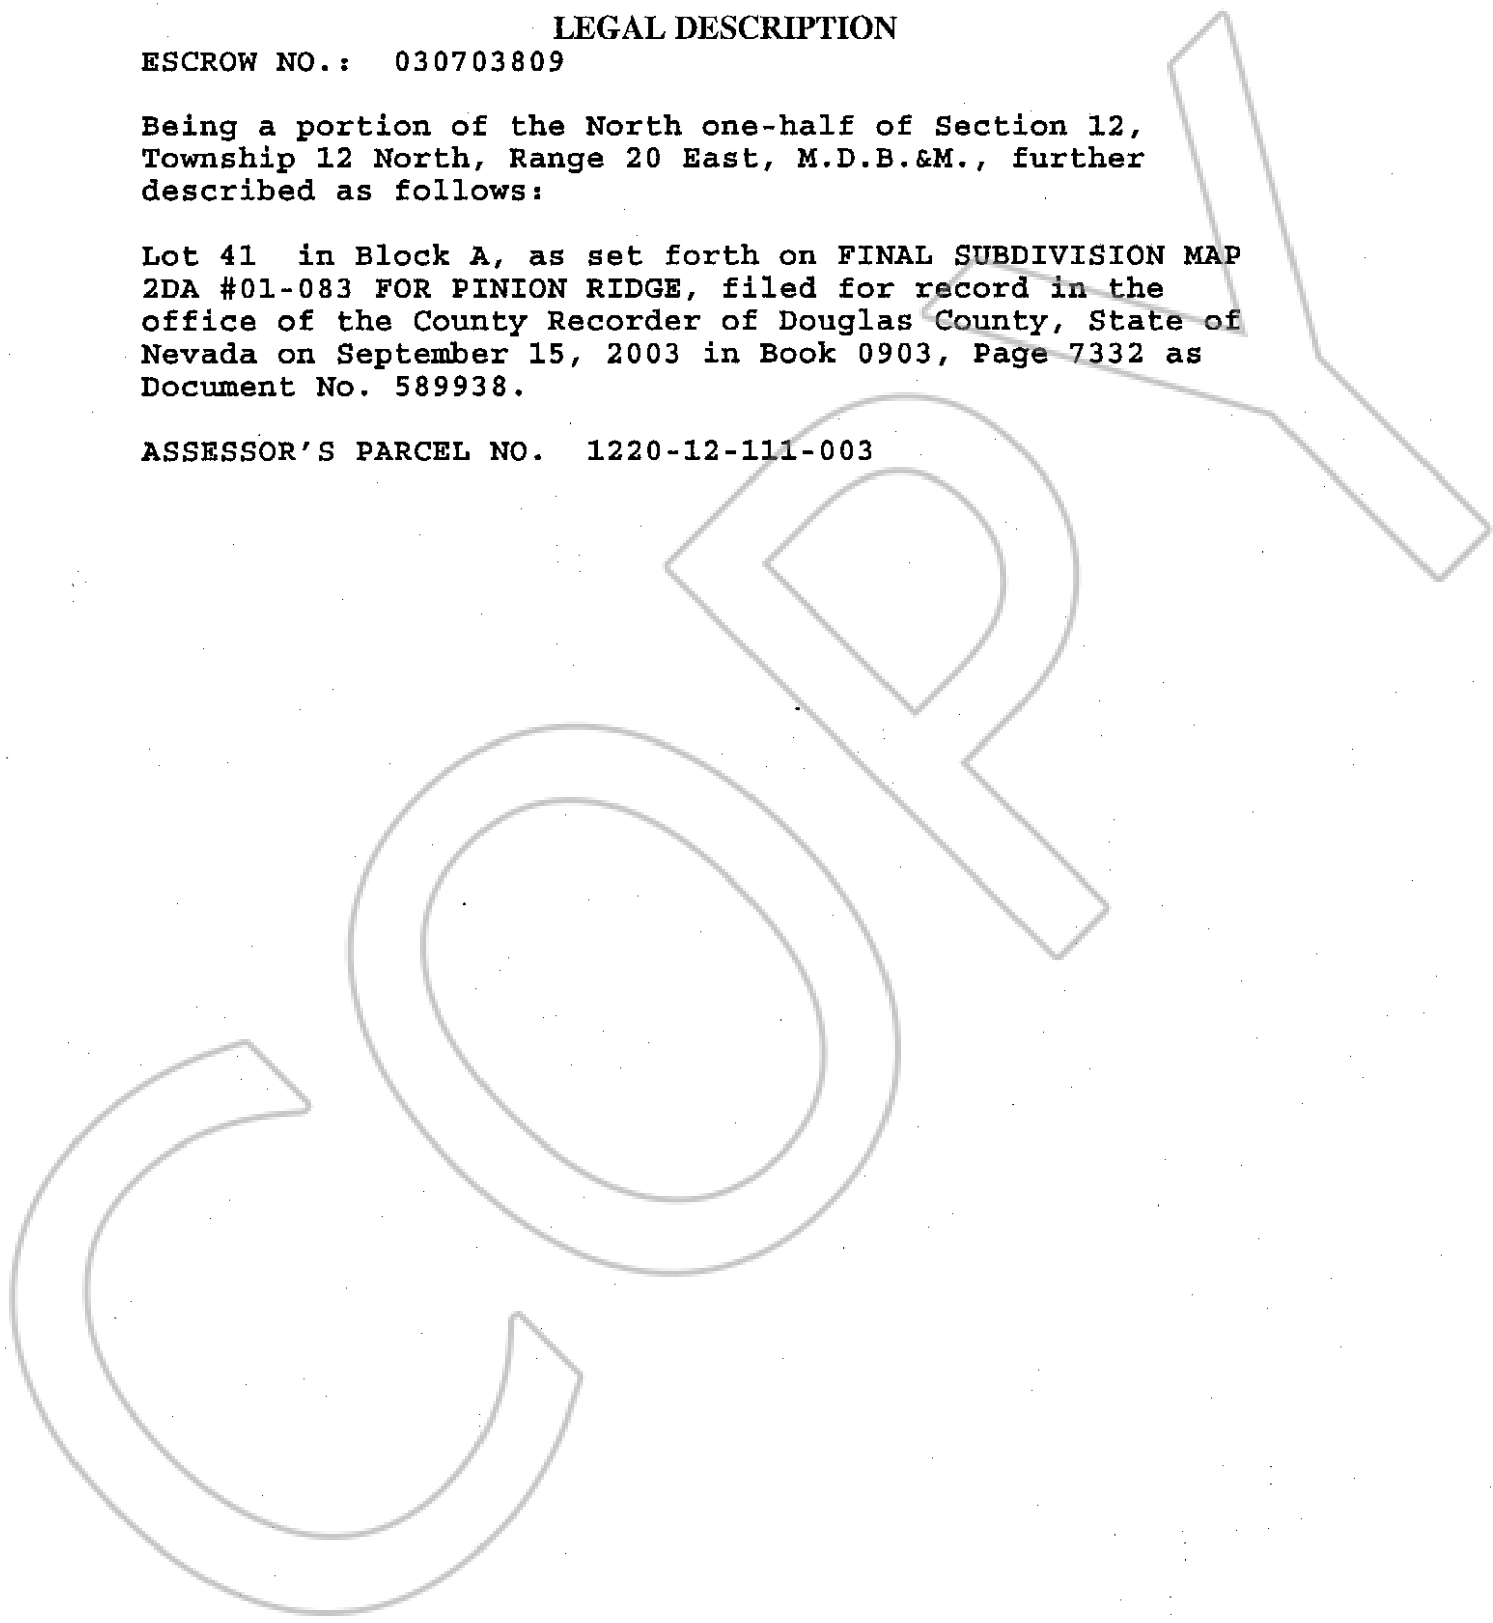 LEGAL DESCRIPTION
ESCROW NO.: 030703809
Being a portion of the North one-half of Section 12,
Township 12 North, Range 20 East, M.D.B.&M., further
described as follows:
Lot 41 in Block A, as set forth on FINAL SUBDIVISION MAP
2DA #01-083 FOR PINION RIDGE, filed for record in the
office of the County Recorder of Douglas County, State of
Nevada on September 15, 2003 in Book 0903, Page 7332 as
Document No. 589938.
ASSESSOR'S PARCEL NO. 1220-12-111-003
COPY